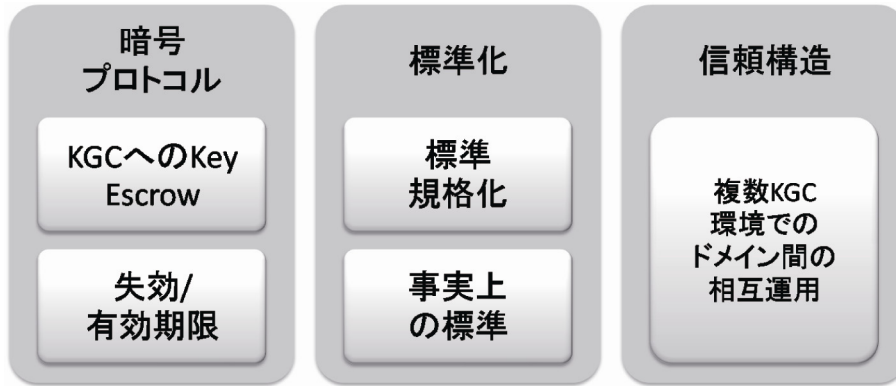 暗号
プロトコル
KGCへのKey
Escrow
失効/
有効期限
標準化
標準
規格化
事実上
の標準
信頼構造
複数KGC
環境での
ドメイン間の
相互運用